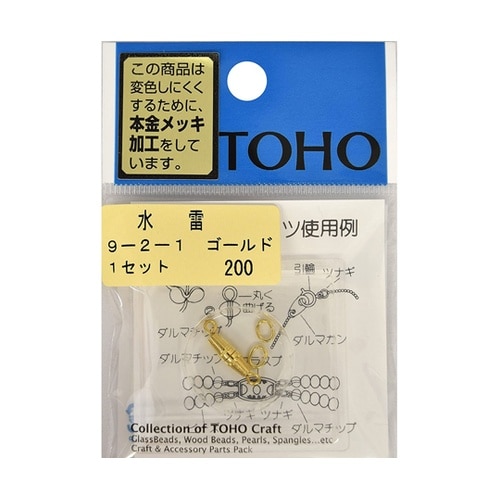 この商品は
変色しにくく
するために、
本金メッキ
加工をして
います。
TOHO
水 雷
9-2-1 ゴールド
1セット 200
ツ使用例
引輪 ツナギ
丸く
曲げる
ダルマ
ダルマカン
ダルマチップ
ツナギ ツナギ
ダルマチップ
Collection of TOHO Craft
GlassBeads, Wood Beads, Pearls, Spangles...etc
Craft & Accessory Parts Pack